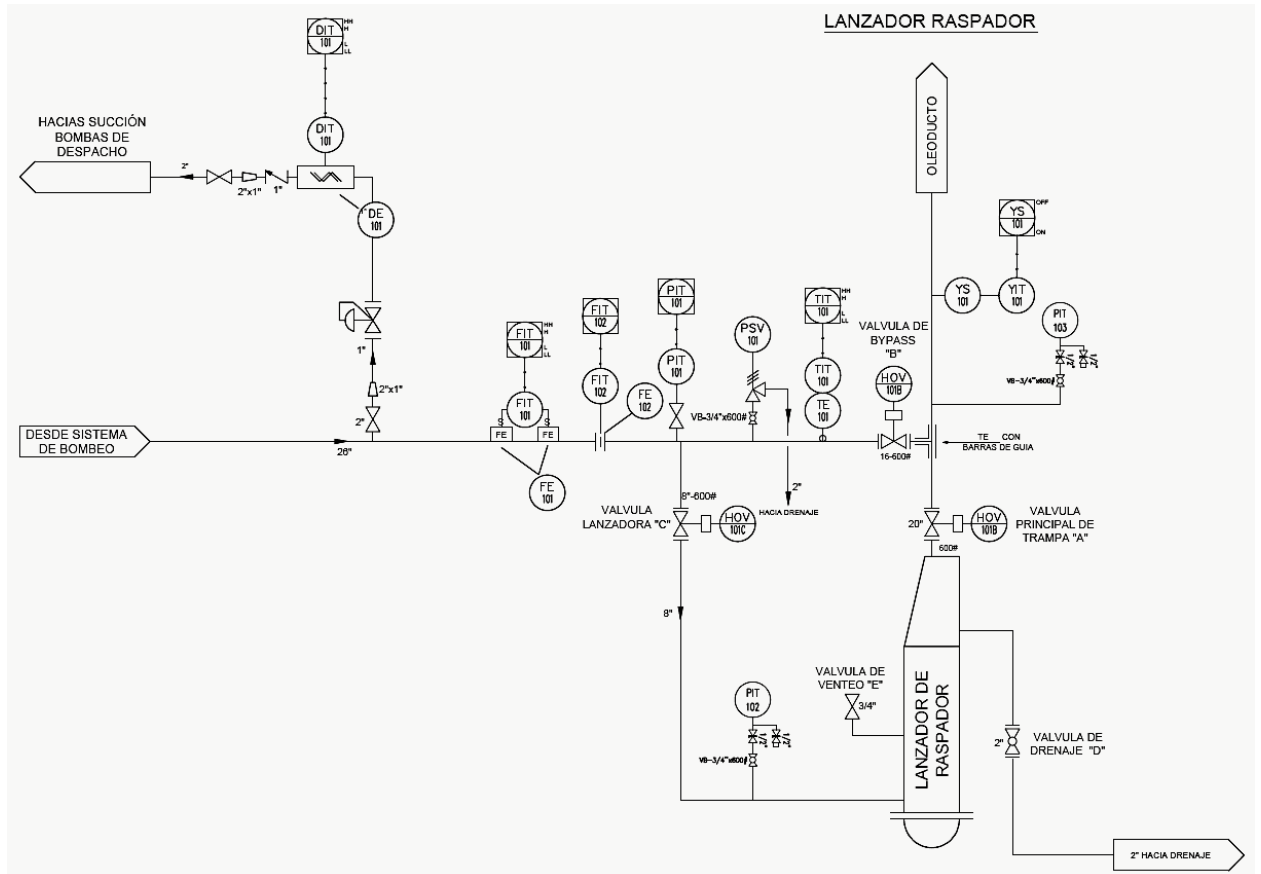 LANZADOR RASPADOR
DIT
101
HH
H
L
LL
DIT
101
HACIAS SUCCIÓN
BOMBAS DE
DESPACHO
2"
2"x1"
1"
DE
101
1"
2"x1"
2"
DESDE SISTEMA
DE BOMBEO
26"
FIT
101
HH
H
L
LL
FIT
101
S
S
FE
FE
FE
101
FIT
102
FIT
102
FE
102
PIT
101
PIT
101
PSV
101
VB-3/4"x600#
2"
HACIA DRENAJE
TIT
101
HH
H
L
LL
TIT
101
TE
101
VALVULA DE
BYPASS
"B"
HOV
101B
16-600#
OLEODUCTO
YS
101
OFF
ON
YS
101
YIT
101
PIT
103
VB-3/4"x600#
TE CON
BARRAS DE GUIA
8"-600#
VALVULA
LANZADORA "C"
HOV
101C
20"
HOV
101B
VALVULA
PRINCIPAL DE
TRAMPA "A"
600#
8"
PIT
102
VB-3/4"x600#
VALVULA DE
VENTEO "E"
3/4"
LANZADOR DE
RASPADOR
2"
VALVULA DE
DRENAJE "D"
2" HACIA DRENAJE